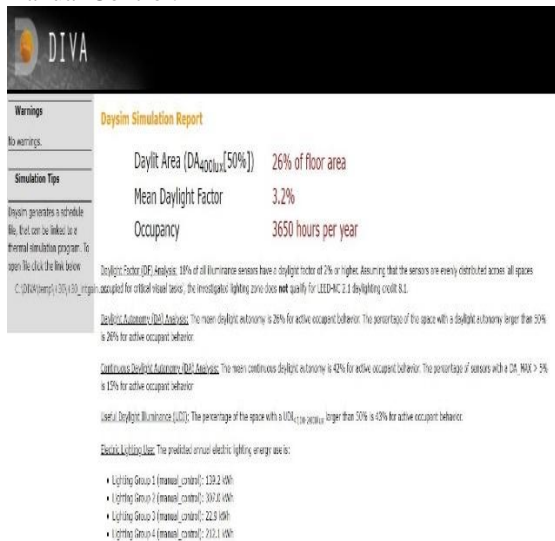 DIVA
Warnings
No warnings.
Simulation Tips
Daysim generates a schedule
file, that can be linked to a
thermal simulation program. To
open file click the link below
Daysim Simulation Report
Daylit Area (DA400lux[50%]) 26% of floor area
Mean Daylight Factor 3.2%
Occupancy 3650 hours per year
Daylight Factor (DF) Analysis: 18% of all illuminance sensors have a daylight factor of 2% or higher. Assuming that the sensors are evenly distributed across 'all spaces
occupied for critical visual tasks', the investigated lighting zone does not qualify for LEED-NC 2.1 daylighting credit 8.1.
Daylight Autonomy (DA) Analysis: The mean daylight autonomy is 26% for active occupant behavior. The percentage of the space with a daylight autonomy larger than 50%
is 26% for active occupant behavior.
Continuous Daylight Autonomy (DA) Analysis: The mean continuous daylight autonomy is 42% for active occupant behavior. The percentage of sensors with a DA_MAX > 5%
is 15% for active occupant behavior
Useful Daylight Illuminance (UDI): The percentage of the space with a larger than 50% is 43% for active occupant behavior.
Electric Lighting Use: The predicted annual electric lighting energy use is:
• Lighting Group 1 (manual_control): 139.2 kWh
• Lighting Group 2 (manual_control): 307.0 kWh
• Lighting Group 3 (manual_control): 22.9 kWh
• Lighting Group 4 (manual_control): 212.1 kWh